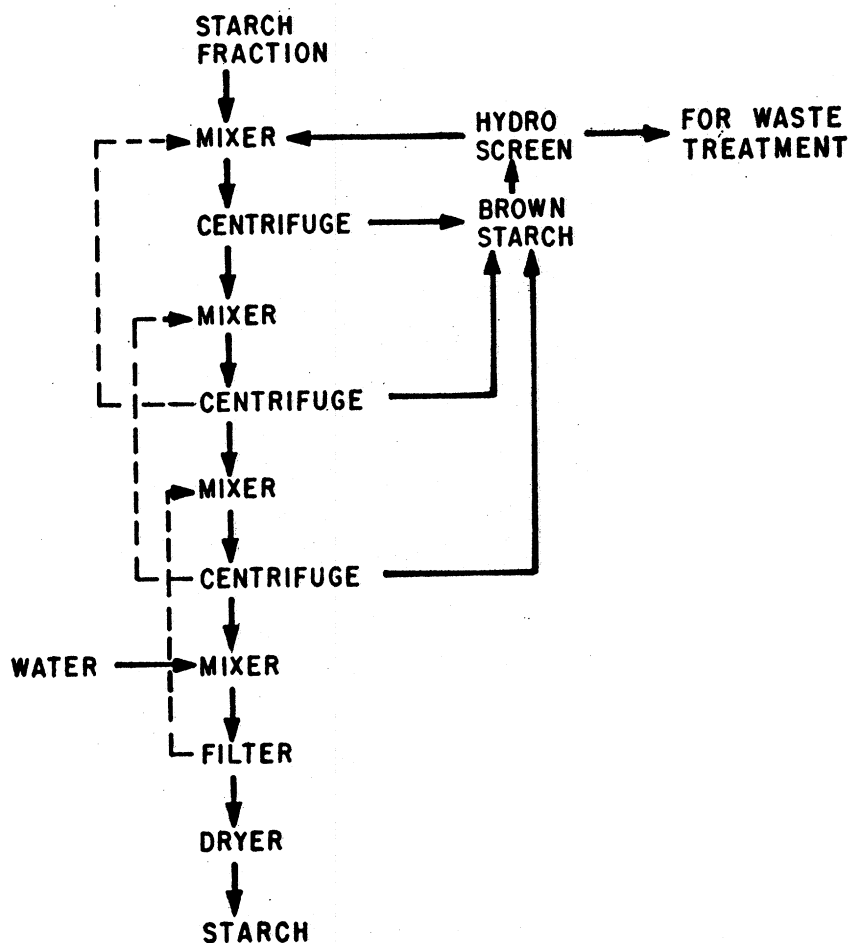 STARCH
FRACTION
MIXER
HYDRO
SCREEN
FOR WASTE
TREATMENT
CENTRIFUGE
BROWN
STARCH
MIXER
CENTRIFUGE
MIXER
CENTRIFUGE
WATER
MIXER
FILTER
DRYER
STARCH